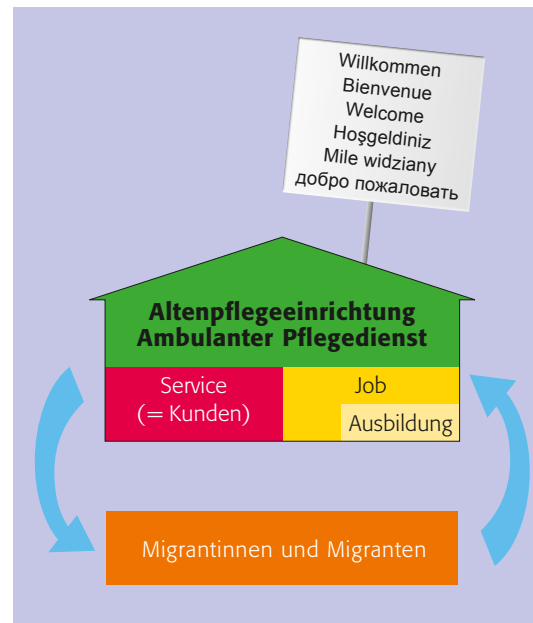 Willkommen
Bienvenue
Welcome
Hoşgeldiniz
Mile widziany
добро пожаловать
Altenpflegeeinrichtung
Ambulanter Pflegedienst
Service
(= Kunden)
Job
Ausbildung
Migrantinnen und Migranten